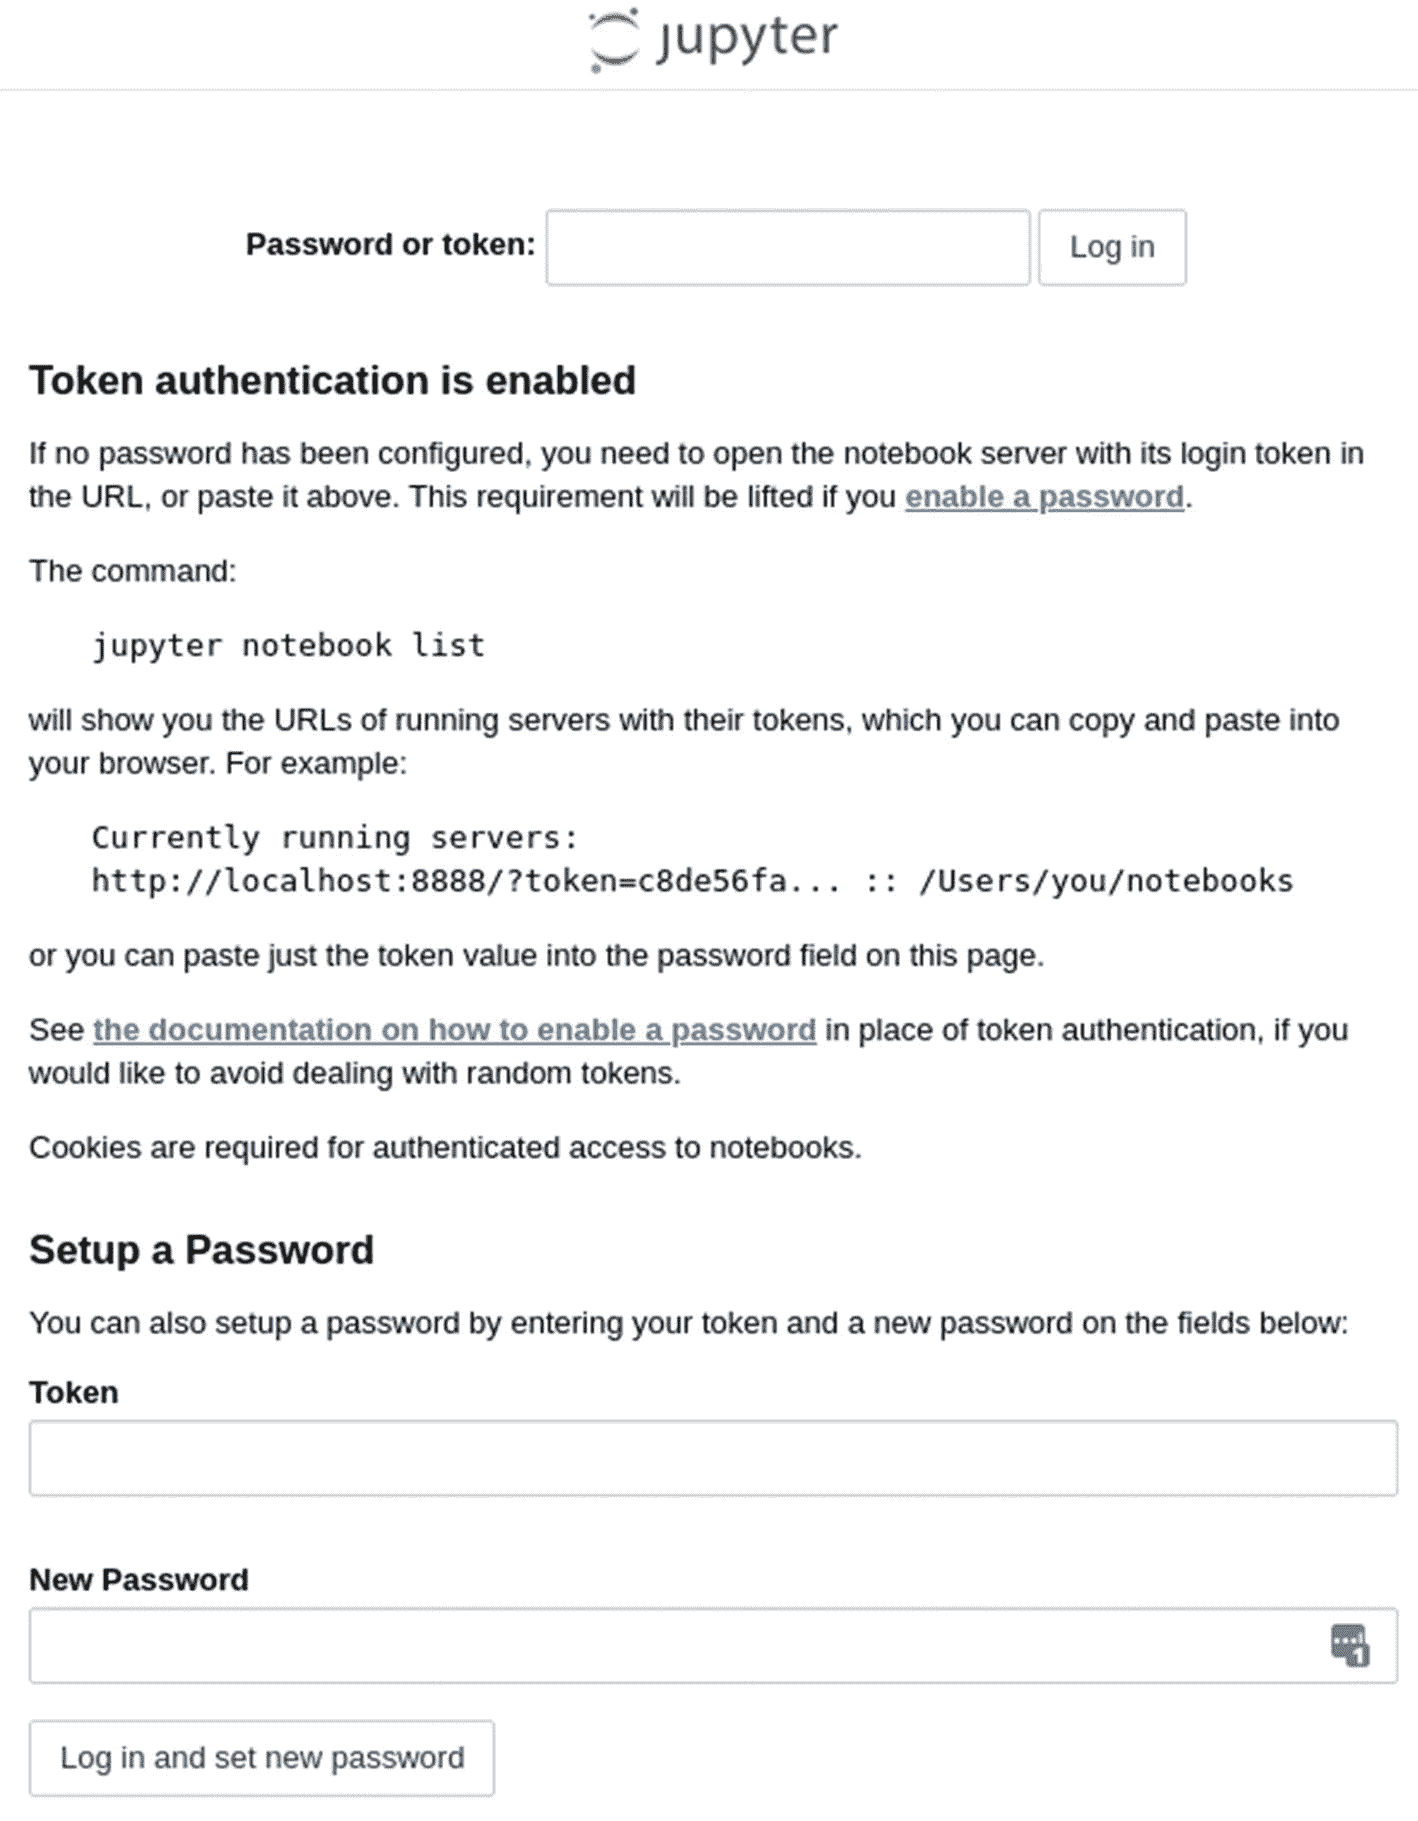 jupyter
Password or token:
Log in
Token authentication is enabled
If no password has been configured, you need to open the notebook server with its login token in
the URL, or paste it above. This requirement will be lifted if you enable a password.
The command:
jupyter notebook list
will show you the URLs of running servers with their tokens, which you can copy and paste into
your browser. For example:
Currently running servers:
http://localhost:8888/?token=c8de56fa... :: /Users/you/notebooks
or you can paste just the token value into the password field on this page.
See the documentation on how to enable a password in place of token authentication, if you
would like to avoid dealing with random tokens.
Cookies are required for authenticated access to notebooks.
Setup a Password
You can also setup a password by entering your token and a new password on the fields below:
Token
New Password
1
Log in and set new password